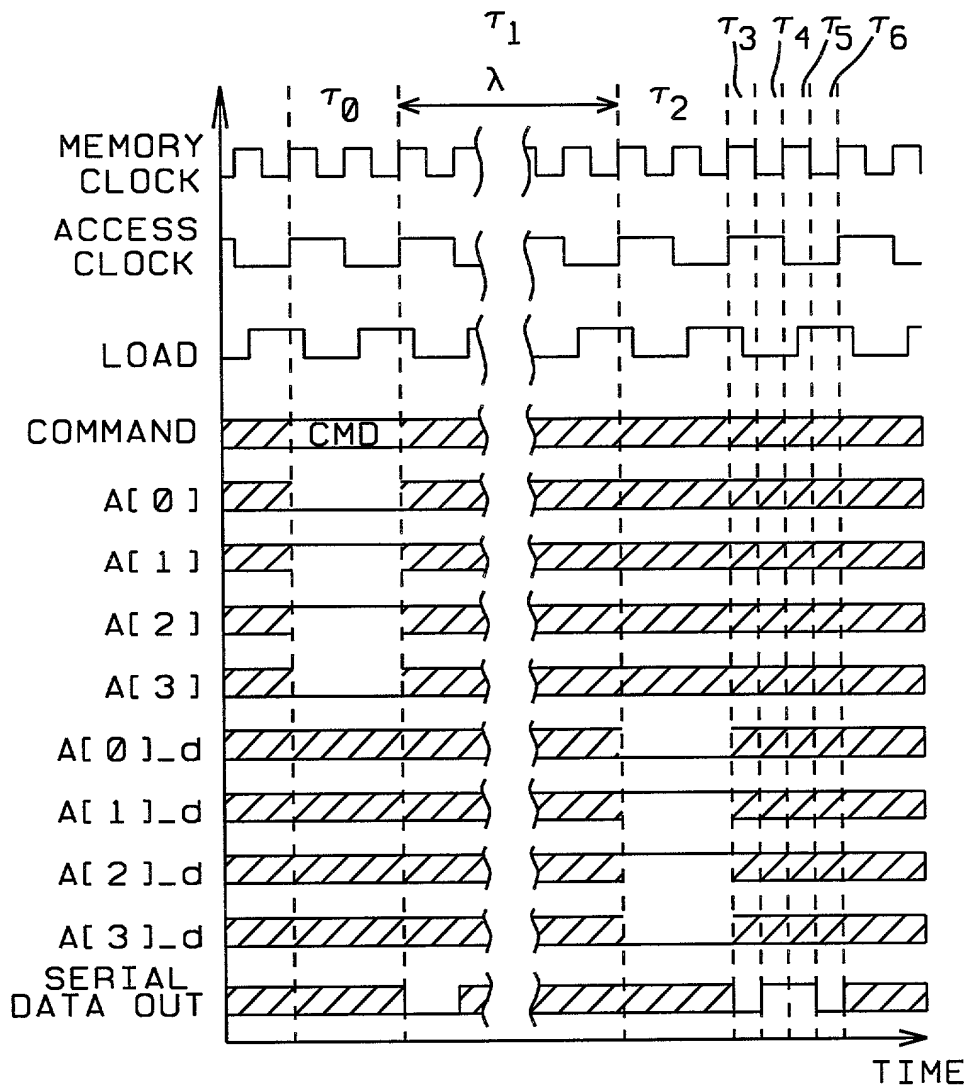 τ1
τ3 τ4 τ5 τ6
τ0 λ τ2
MEMORY
CLOCK
ACCESS
CLOCK
LOAD
COMMAND CMD
A[0]
A[1]
A[2]
A[3]
A[0]_d
A[1]_d
A[2]_d
A[3]_d
SERIAL
DATA OUT
TIME